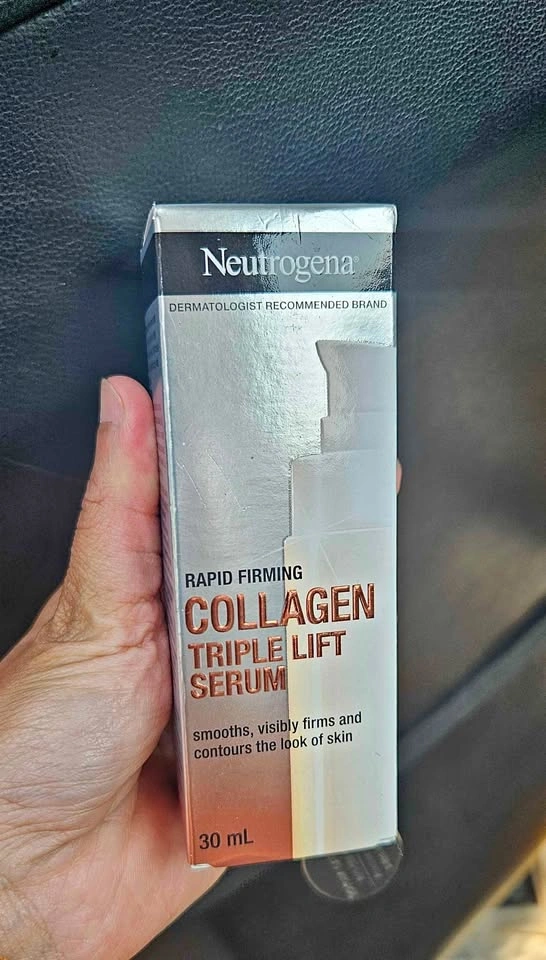 Neutrogena®
DERMATOLOGIST RECOMMENDED BRAND
RAPID FIRMING
COLLAGEN
TRIPLE LIFT
SERUM
smooths, visibly firms and
contours the look of skin
30 mL